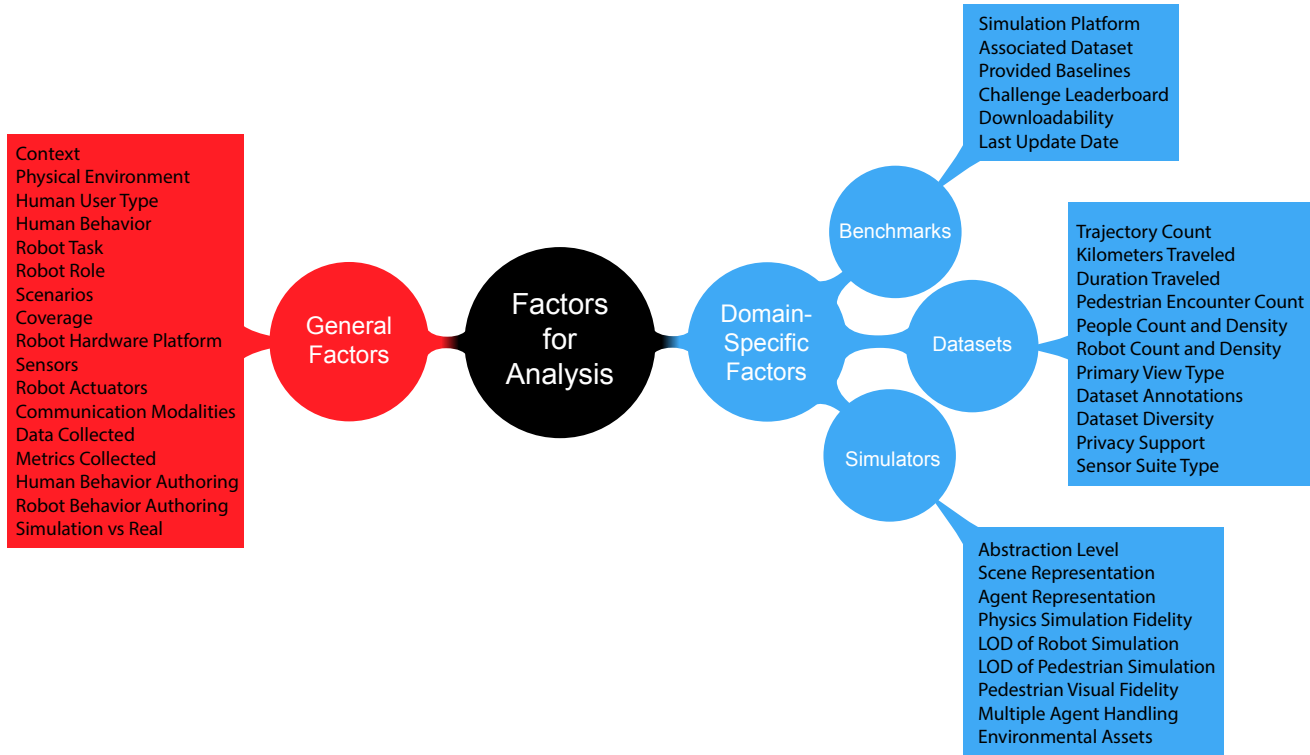 Context
Physical Environment
Human User Type
Human Behavior
Robot Task
Robot Role
Scenarios
Coverage
Robot Hardware Platform
Sensors
Robot Actuators
Communication Modalities
Data Collected
Metrics Collected
Human Behavior Authoring
Robot Behavior Authoring
Simulation vs Real
General
Factors
Factors
for
Analysis
Domain-
Specific
Factors
Benchmarks
Simulation Platform
Associated Dataset
Provided Baselines
Challenge Leaderboard
Downloadability
Last Update Date
Datasets
Trajectory Count
Kilometers Traveled
Duration Traveled
Pedestrian Encounter Count
People Count and Density
Robot Count and Density
Primary View Type
Dataset Annotations
Dataset Diversity
Privacy Support
Sensor Suite Type
Simulators
Abstraction Level
Scene Representation
Agent Representation
Physics Simulation Fidelity
LOD of Robot Simulation
LOD of Pedestrian Simulation
Pedestrian Visual Fidelity
Multiple Agent Handling
Environmental Assets